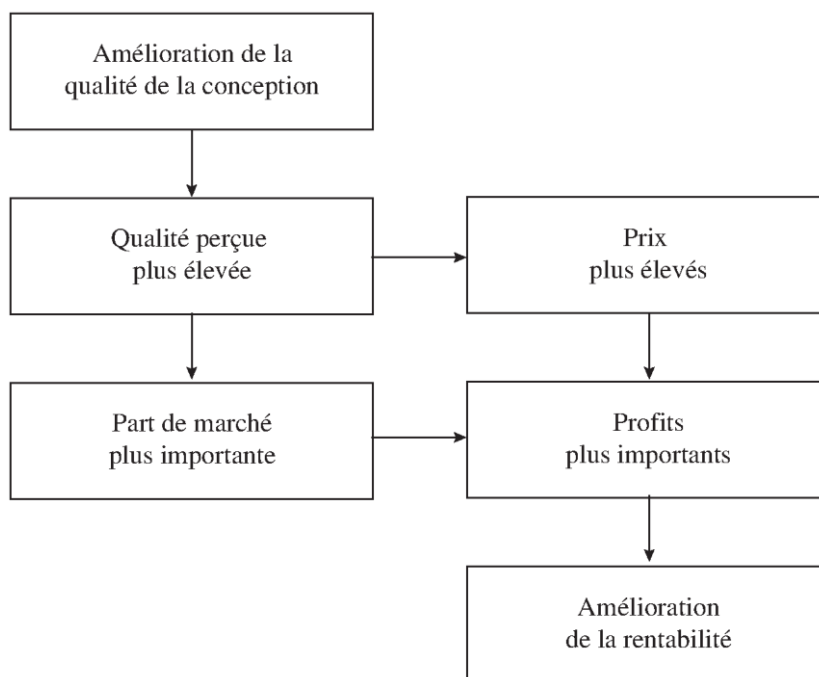 Amélioration de la
qualité de la conception
Qualité perçue
plus élevée
Prix
plus élevés
Part de marché
plus importante
Profits
plus importants
Amélioration
de la rentabilité